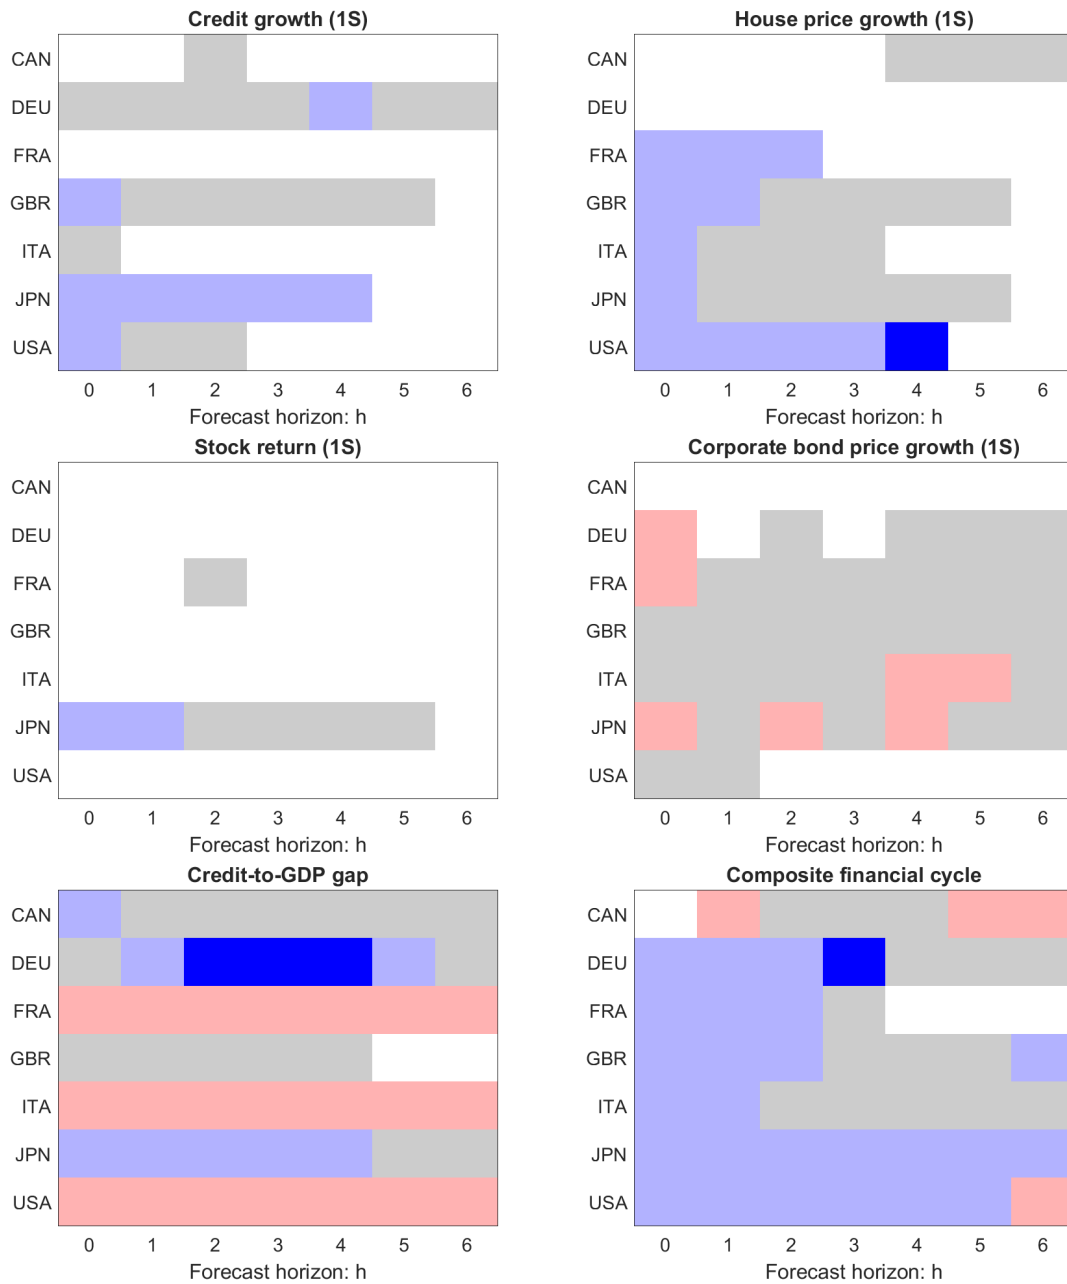 Credit growth (1S)
CAN
DEU
FRA
GBR
ITA
JPN
USA
0 1 2 3 4 5 6
Forecast horizon: h
House price growth (1S)
CAN
DEU
FRA
GBR
ITA
JPN
USA
0 1 2 3 4 5 6
Forecast horizon: h
Stock return (1S)
CAN
DEU
FRA
GBR
ITA
JPN
USA
0 1 2 3 4 5 6
Forecast horizon: h
Corporate bond price growth (1S)
CAN
DEU
FRA
GBR
ITA
JPN
USA
0 1 2 3 4 5 6
Forecast horizon: h
Credit-to-GDP gap
CAN
DEU
FRA
GBR
ITA
JPN
USA
0 1 2 3 4 5 6
Forecast horizon: h
Composite financial cycle
CAN
DEU
FRA
GBR
ITA
JPN
USA
0 1 2 3 4 5 6
Forecast horizon: h